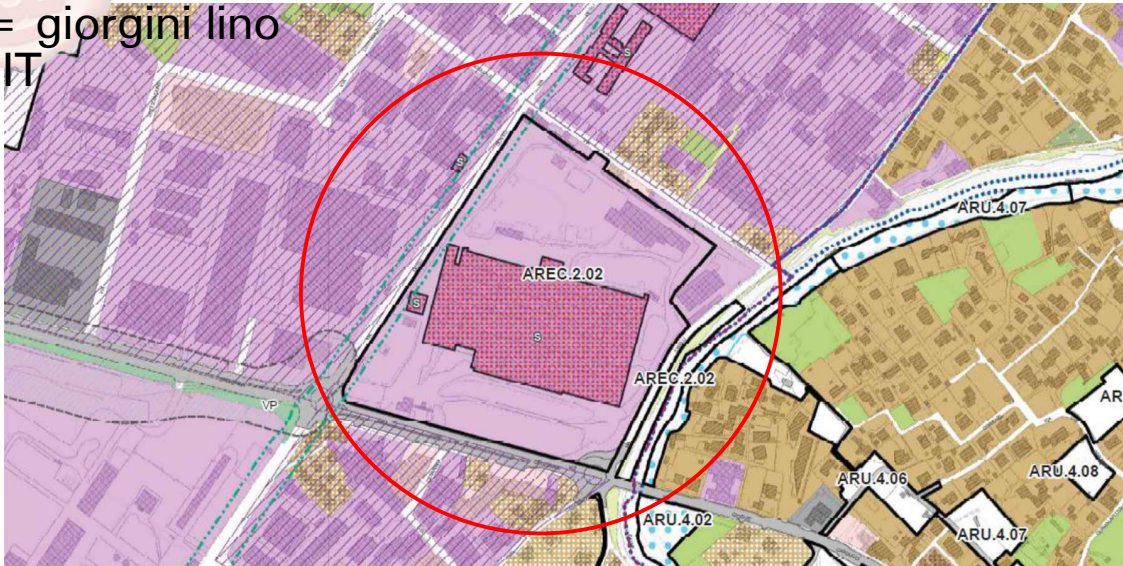 = giorgini lino
IT
S
S
ARU.4.07
AREC.2.02
S
S
AREC.2.02
AR
VP
ARU.4.06
ARU.4.08
ARU.4.02
ARU.4.07